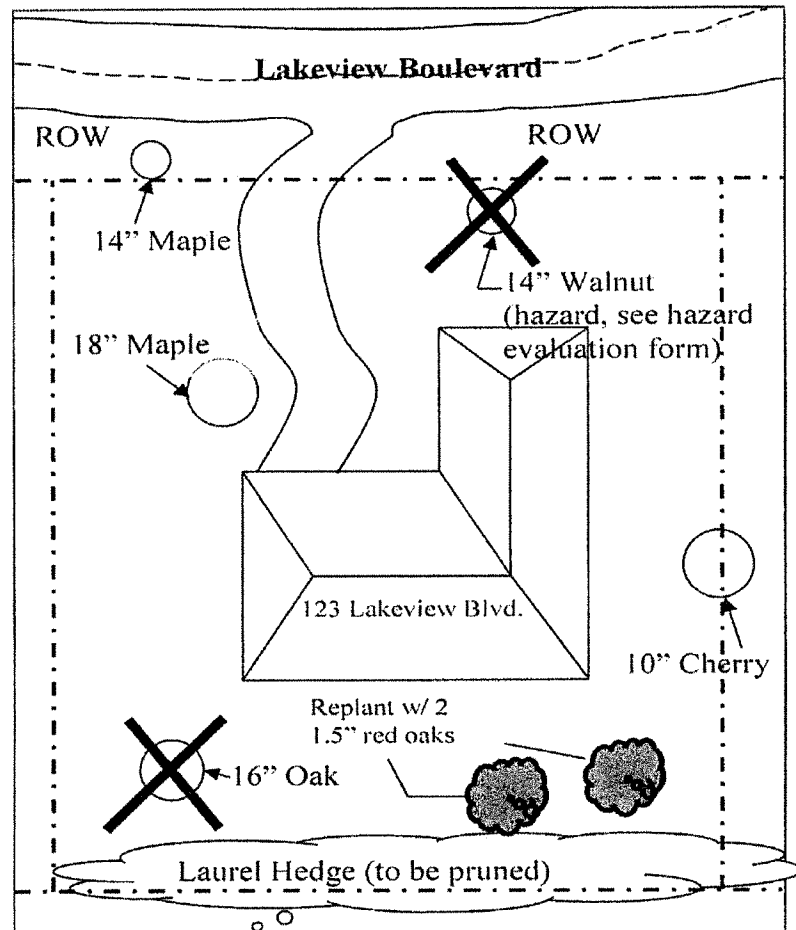 Lakeview Boulevard
ROW
ROW
14” Maple
14” Walnut
(hazard, see hazard
evaluation form)
18” Maple
123 Lakeview Blvd.
10” Cherry
Replant w/ 2
1.5” red oaks
16” Oak
Laurel Hedge (to be pruned)